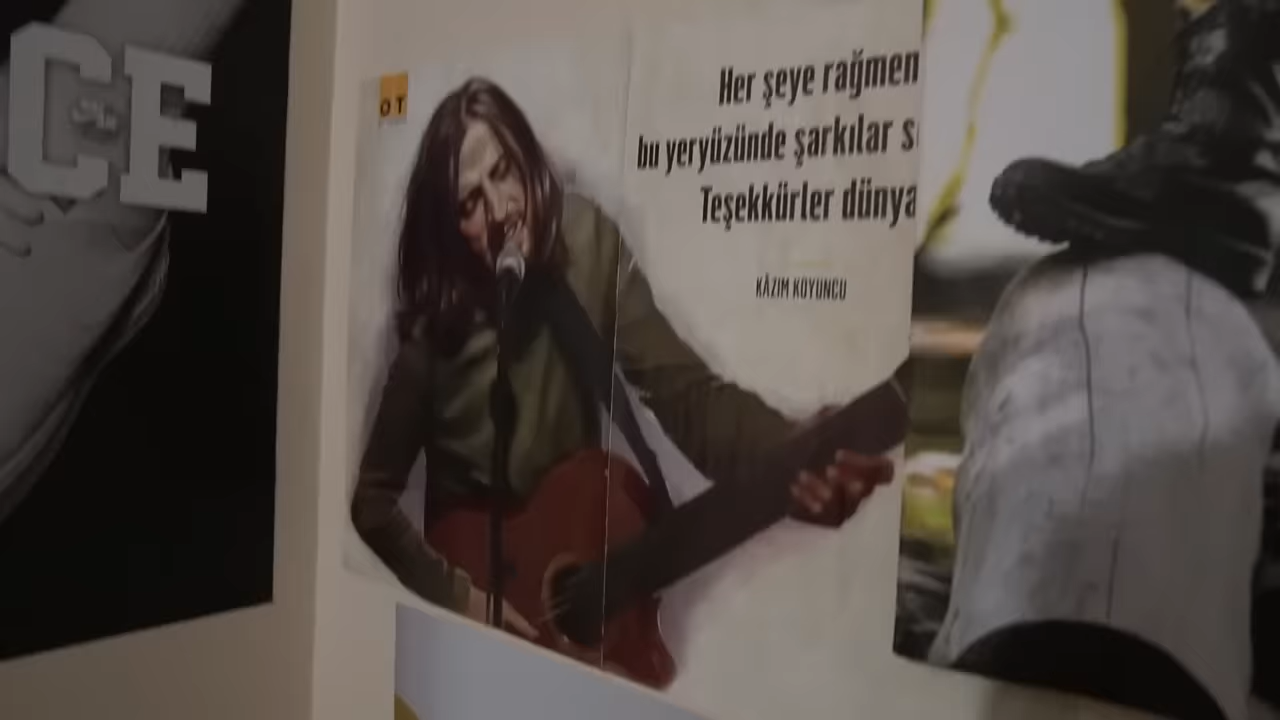 CE
OT
Her şeye rağmen
bu yeryüzünde şarkılar
Teşekkürler dünya
KÂZIM KOYUNCU